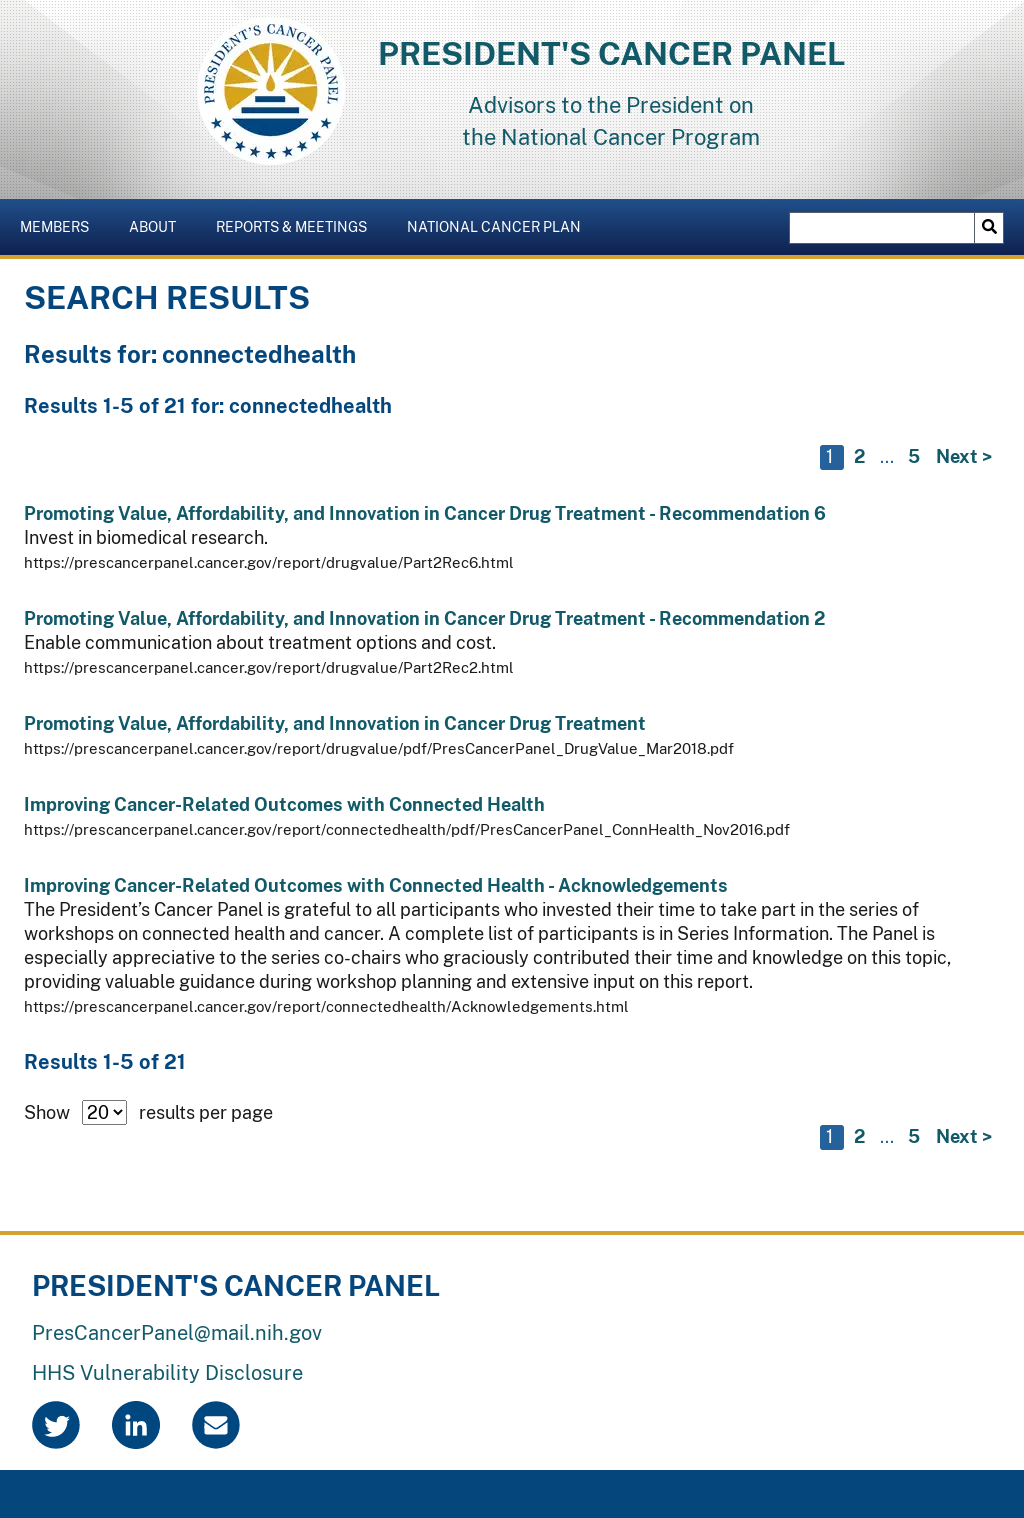 PRESIDENT'S CANCER PANEL
PRESIDENT'S CANCER PANEL
Advisors to the President on
the National Cancer Program
MEMBERS ABOUT REPORTS & MEETINGS NATIONAL CANCER PLAN
SEARCH RESULTS
Results for: connectedhealth
Results 1-5 of 21 for: connectedhealth
1 2 ... 5 Next >
Promoting Value, Affordability, and Innovation in Cancer Drug Treatment - Recommendation 6
Invest in biomedical research.
https://prescancerpanel.cancer.gov/report/drugvalue/Part2Rec6.html
Promoting Value, Affordability, and Innovation in Cancer Drug Treatment - Recommendation 2
Enable communication about treatment options and cost.
https://prescancerpanel.cancer.gov/report/drugvalue/Part2Rec2.html
Promoting Value, Affordability, and Innovation in Cancer Drug Treatment
https://prescancerpanel.cancer.gov/report/drugvalue/pdf/PresCancerPanel_DrugValue_Mar2018.pdf
Improving Cancer-Related Outcomes with Connected Health
https://prescancerpanel.cancer.gov/report/connectedhealth/pdf/PresCancerPanel_ConnHealth_Nov2016.pdf
Improving Cancer-Related Outcomes with Connected Health - Acknowledgements
The President’s Cancer Panel is grateful to all participants who invested their time to take part in the series of
workshops on connected health and cancer. A complete list of participants is in Series Information. The Panel is
especially appreciative to the series co-chairs who graciously contributed their time and knowledge on this topic,
providing valuable guidance during workshop planning and extensive input on this report.
https://prescancerpanel.cancer.gov/report/connectedhealth/Acknowledgements.html
Results 1-5 of 21
Show 20 results per page
1 2 ... 5 Next >
PRESIDENT'S CANCER PANEL
PresCancerPanel@mail.nih.gov
HHS Vulnerability Disclosure
in